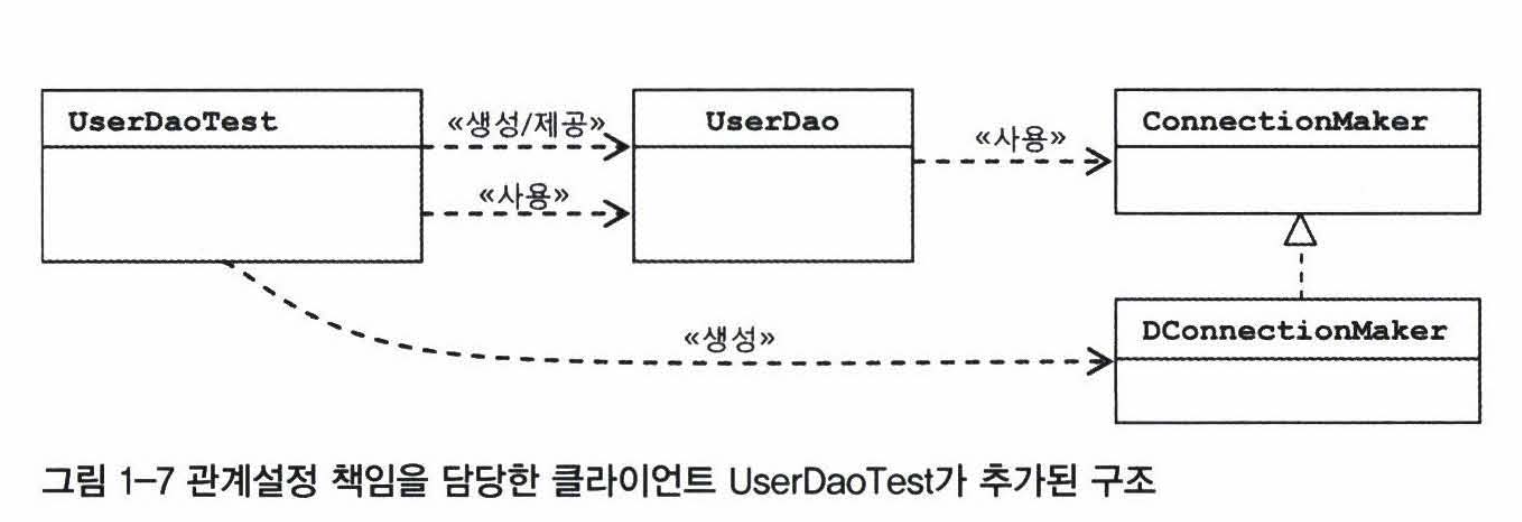 UserDaoTest
«생성/제공»
«사용»
UserDao
«사용»
ConnectionMaker
DConnectionMaker
«생성»
그림 1-7 관계설정 책임을 담당한 클라이언트 UserDaoTest가 추가된 구조